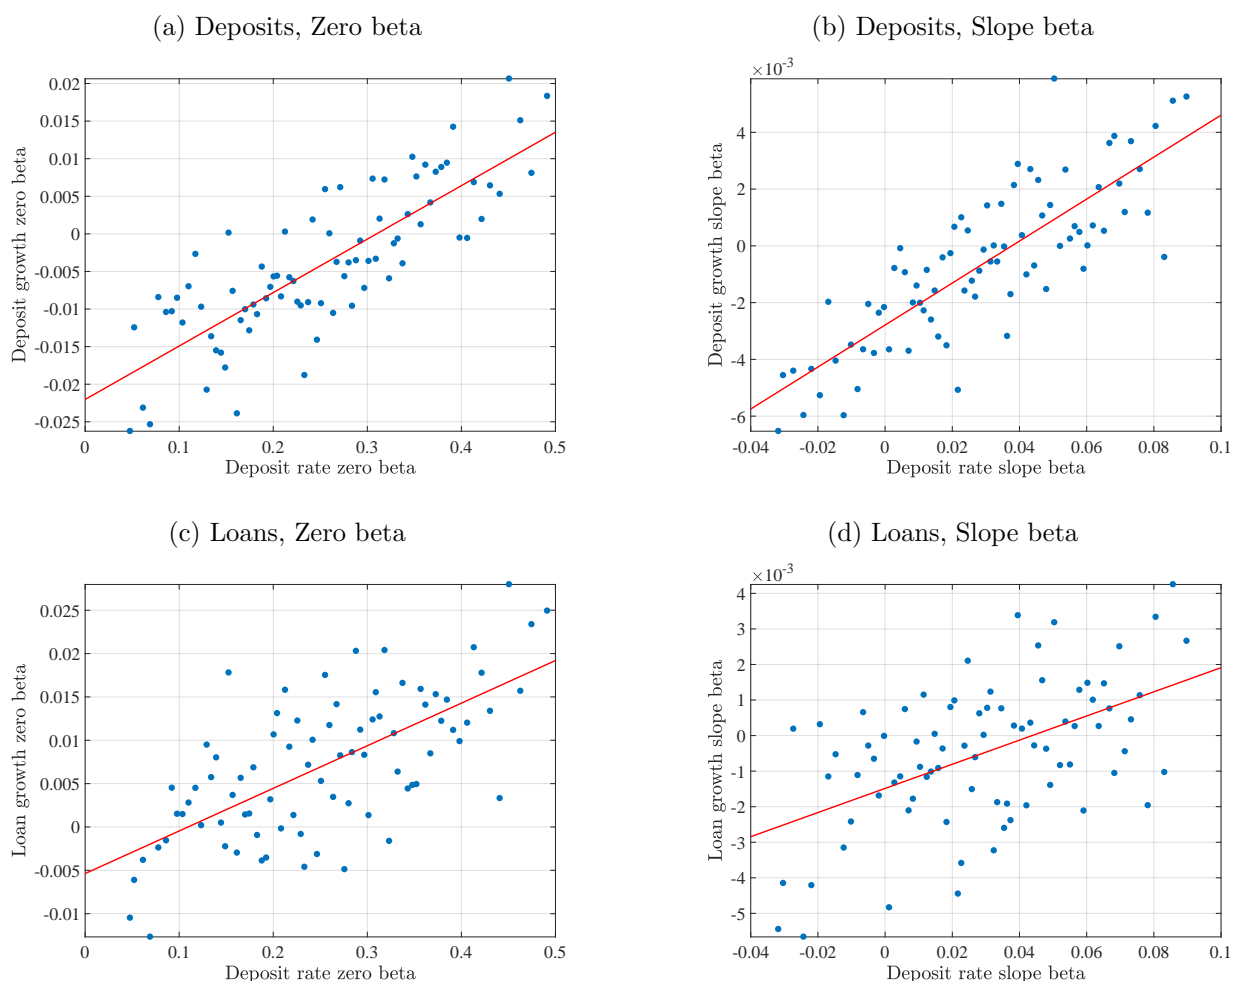 (a) Deposits, Zero beta
0.02
0.015
0.01
0.005
0
-0.005
-0.01
-0.015
-0.02
-0.025
Deposit growth zero beta
0 0.1 0.2 0.3 0.4 0.5
Deposit rate zero beta
(b) Deposits, Slope beta
×10-3
4
2
0
-2
-4
-6
Deposit growth slope beta
-0.04 -0.02 0 0.02 0.04 0.06 0.08 0.1
Deposit rate slope beta
(c) Loans, Zero beta
0.025
0.02
0.015
0.01
0.005
0
-0.005
-0.01
Loan growth zero beta
0 0.1 0.2 0.3 0.4 0.5
Deposit rate zero beta
(d) Loans, Slope beta
×10-3
4
3
2
1
0
-1
-2
-3
-4
-5
Loan growth slope beta
-0.04 -0.02 0 0.02 0.04 0.06 0.08 0.1
Deposit rate slope beta